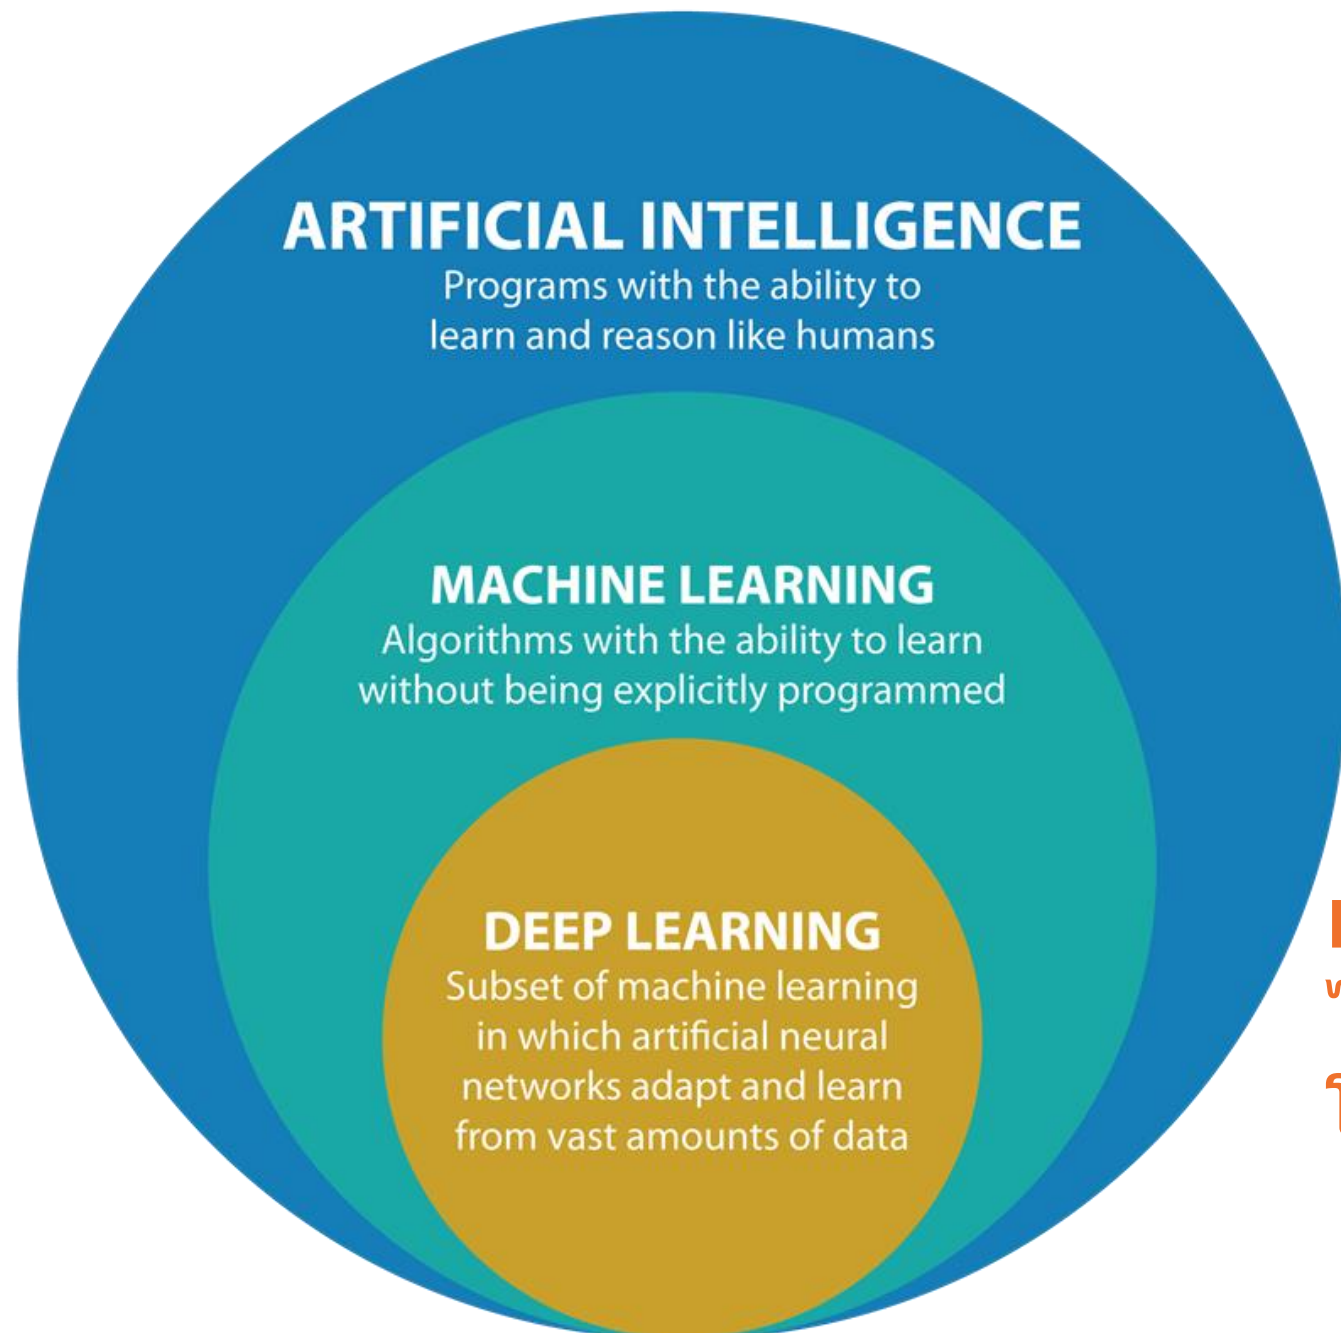 ARTIFICIAL INTELLIGENCE
Programs with the ability to
learn and reason like humans
MACHINE LEARNING
Algorithms with the ability to learn
without being explicitly programmed
DEEP LEARNING
Subset of machine learning
in which artificial neural
networks adapt and learn
from vast amounts of data